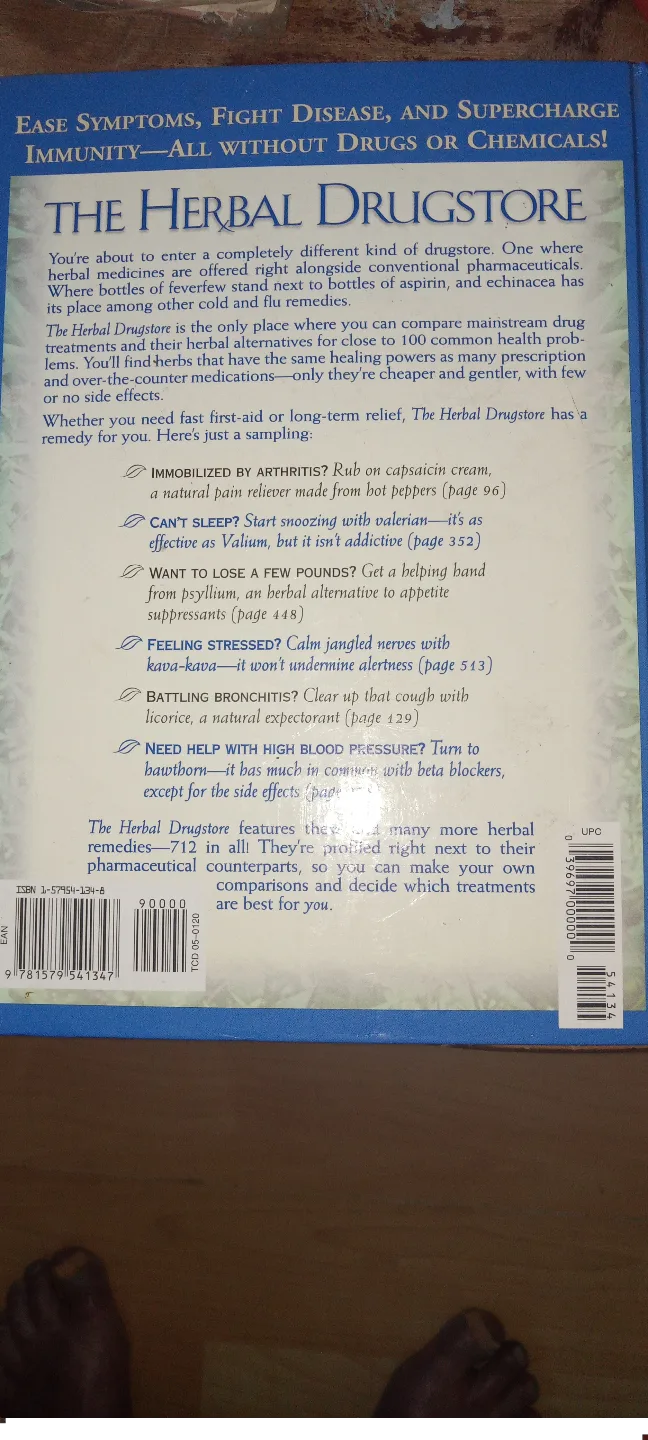 EASE SYMPTOMS, FIGHT DISEASE, AND SUPERCHARGE
IMMUNITY—ALL WITHOUT DRUGS OR CHEMICALS!
THE HERBAL DRUGSTORE
You're about to enter a completely different kind of drugstore. One where
herbal medicines are offered right alongside conventional pharmaceuticals.
Where bottles of feverfew stand next to bottles of aspirin, and echinacea has
its place among other cold and flu remedies.
The Herbal Drugstore is the only place where you can compare mainstream drug
treatments and their herbal alternatives for close to 100 common health prob-
lems. You'll find herbs that have the same healing powers as many prescription
and over-the-counter medications—only they're cheaper and gentler, with few
or no side effects.
Whether you need fast first-aid or long-term relief, The Herbal Drugstore has a
remedy for you. Here's just a sampling:
IMMOBILIZED BY ARTHRITIS? Rub on capsaicin cream,
a natural pain reliever made from hot peppers (page 96)
CAN'T SLEEP? Start snoozing with valerian—it's as
effective as Valium, but it isn't addictive (page 352)
WANT TO LOSE A FEW POUNDS? Get a helping hand
from psyllium, an herbal alternative to appetite
suppressants (page 448)
FEELING STRESSED? Calm jangled nerves with
kava-kava—it won't undermine alertness (page 513)
BATTLING BRONCHITIS? Clear up that cough with
licorice, a natural expectorant (page 129)
NEED HELP WITH HIGH BLOOD PRESSURE? Turn to
hawthorn—it has much in common with beta blockers,
except for the side effects (page
The Herbal Drugstore features many more herbal
remedies—712 in all! They're profiled right next to their
pharmaceutical counterparts, so you can make your own
comparisons and decide which treatments
are best for you.
ISBN 1-57954-134-8
90000
EAN
9 781579 541347
TCD 05-0120
UPC
0 39697 00000 0
54134